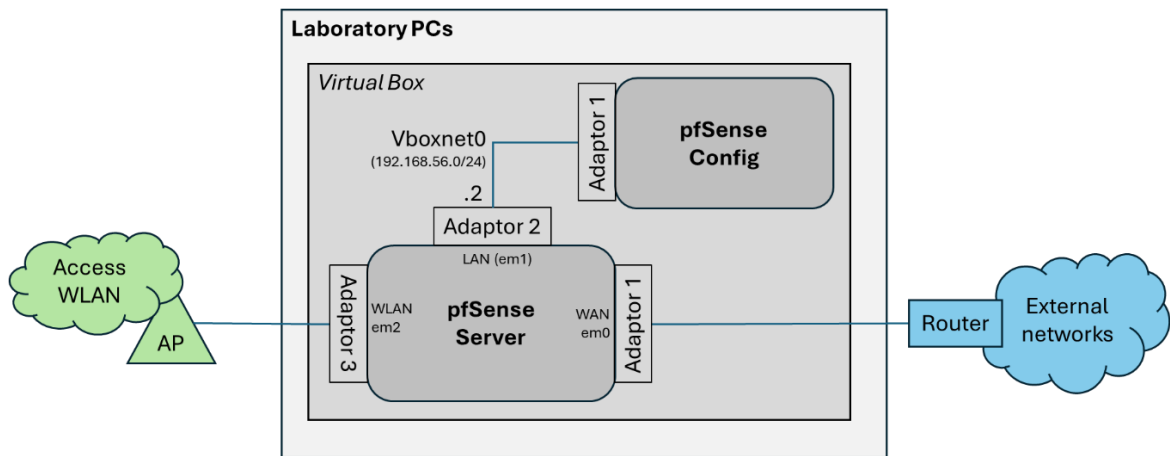 Laboratory PCs
Virtual Box
Adaptor 1
pfSense
Config
Vboxnet0
(192.168.56.0/24)
.2
Adaptor 2
LAN (em1)
Access
WLAN
AP
Adaptor 3
WLAN
em2
pfSense
Server
WAN
em0
Adaptor 1
Router
External
networks